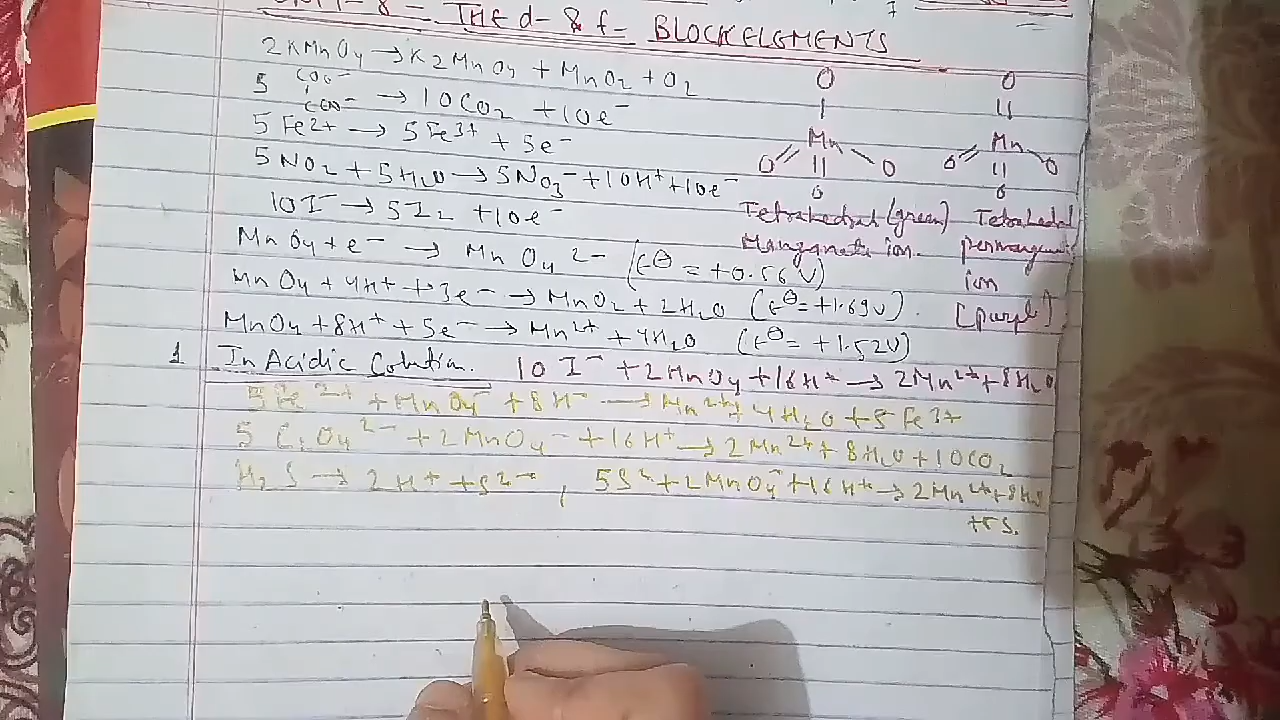 THE d- & f- BLOCK ELEMENTS
2KMnO4 → K2MnO4 + MnO2 + O2
5 COO⁻ COO⁻ → 10CO2 + 10e⁻
5Fe2+ → 5Fe3+ + 5e⁻
5NO2 + 5H2O → 5NO3⁻ + 10H+ + 10e⁻
10I⁻ → 5I2 + 10e⁻
MnO4 + e⁻ → MnO4 2− (E⊖ = +0.56V)
MnO4 + 4H+ + 3e⁻ → MnO2 + 2H2O (E⊖ = +1.69V).
MnO4 + 8H+ + 5e⁻ → Mn2+ + 4H2O (E⊖ = +1.52V)
O
Mn
O O
O
Tetrahedral (green)
Manganate ion.
O
Mn
O O
O
Tetrahedral
permanganate
ion
(purple)
1 In Acidic Solution. 10I⁻ + 2MnO4 + 16H+ → 2Mn2+ + 8H2O
5Fe2+ + MnO4⁻ + 8H⁻ → Mn2+ + 4H2O + 5Fe3+
5C2O4 2− + 2MnO4⁻ + 16H+ → 2Mn2+ + 8H2O + 10CO2
H2S → 2H+ + S2−, 5S2 + 2MnO4⁻ + 16H+ → 2Mn2+ + 8H2O
+5S.